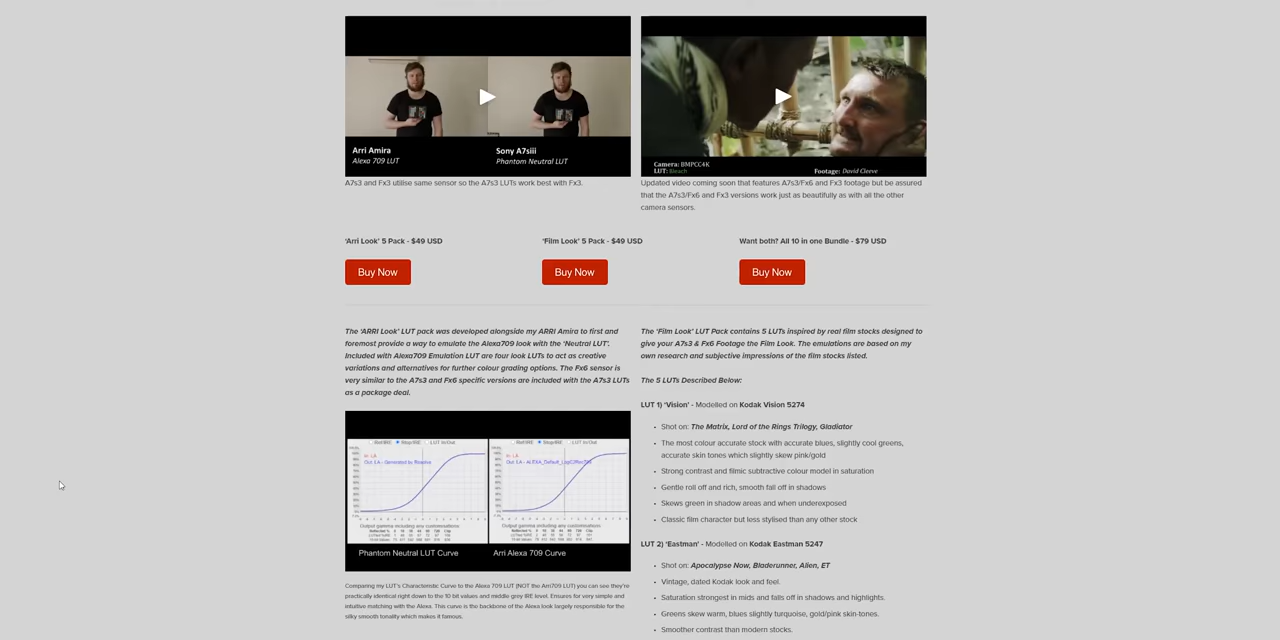 Arri Amira
Alexa 709 LUT
Sony A7siii
Phantom Neutral LUT
Camera: BMPCC4K
LUT: Bleach
Footage: David Cleeve
A7s3 and Fx3 utilise same sensor so the A7s3 LUTs work best with Fx3.
Updated video coming soon that features A7s3/Fx6 and Fx3 footage but be assured
that the A7s3/Fx6 and Fx3 versions work just as beautifully as with all the other
camera sensors.
‘Arri Look’ 5 Pack - $49 USD
‘Film Look’ 5 Pack - $49 USD
Want both? All 10 in one Bundle - $79 USD
Buy Now
Buy Now
Buy Now
The ‘ARRI Look’ LUT pack was developed alongside my ARRI Amira to first and
foremost provide a way to emulate the Alexa709 look with the ‘Neutral LUT’.
Included with Alexa709 Emulation LUT are four look LUTs to act as creative
variations and alternatives for further colour grading options. The Fx6 sensor is
very similar to the A7s3 and Fx6 specific versions are included with the A7s3 LUTs
as a package deal.
Phantom Neutral LUT Curve
Arri Alexa 709 Curve
Comparing my LUT's Characteristic Curve to the Alexa 709 LUT (NOT the Arri709 LUT) you can see they're
practically identical right down to the 10 bit values and middle grey IRE level. Ensures for very simple and
intuitive matching with the Alexa. This curve is the backbone of the Alexa look largely responsible for the
silky smooth tonality which makes it famous.
The ‘Film Look’ LUT Pack contains 5 LUTs inspired by real film stocks designed to
give your A7s3 & Fx6 Footage the Film Look. The emulations are based on my
own research and subjective impressions of the film stocks listed.
The 5 LUTs Described Below:
LUT 1) ‘Vision’ - Modelled on Kodak Vision 5274
• Shot on: The Matrix, Lord of the Rings Trilogy, Gladiator
• The most colour accurate stock with accurate blues, slightly cool greens,
accurate skin tones which slightly skew pink/gold
• Strong contrast and filmic subtractive colour model in saturation
• Gentle roll off and rich, smooth fall off in shadows
• Skews green in shadow areas and when underexposed
• Classic film character but less stylised than any other stock
LUT 2) ‘Eastman’ - Modelled on Kodak Eastman 5247
• Shot on: Apocalypse Now, Bladerunner, Alien, ET
• Vintage, dated Kodak look and feel.
• Saturation strongest in mids and falls off in shadows and highlights.
• Greens skew warm, blues slightly turquoise, gold/pink skin-tones.
• Smoother contrast than modern stocks.